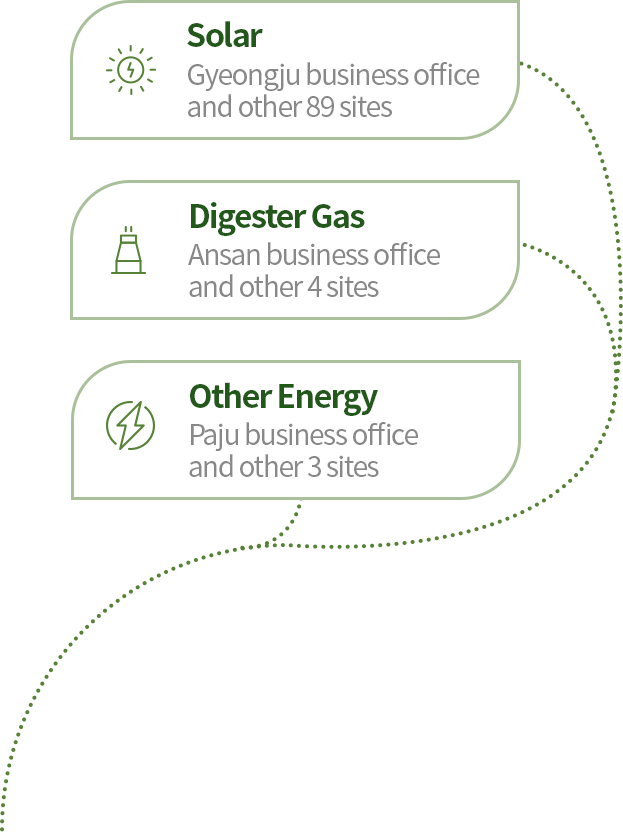 Solar
Gyeongju business office
and other 89 sites
Digester Gas
Ansan business office
and other 4 sites
Other Energy
Paju business office
and other 3 sites